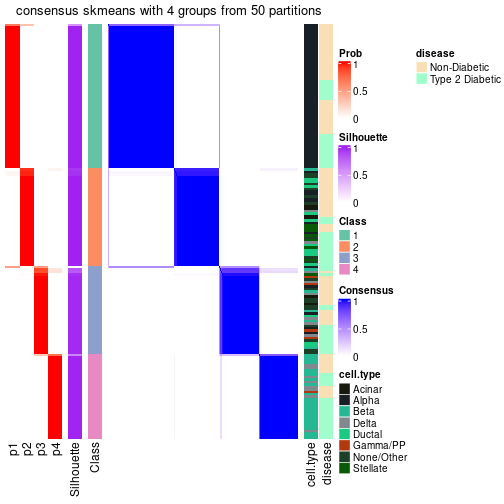 consensus skmeans with 4 groups from 50 partitions
Prob
1
0.5
0
Silhouette
1
0.5
0
Class
1
2
3
4
Consensus
1
0.5
0
cell.type
Acinar
Alpha
Beta
Delta
Ductal
Gamma/PP
None/Other
Stellate
disease
Non-Diabetic
Type 2 Diabetic
p1
p2
p3
p4
Silhouette
Class
cell.type
disease